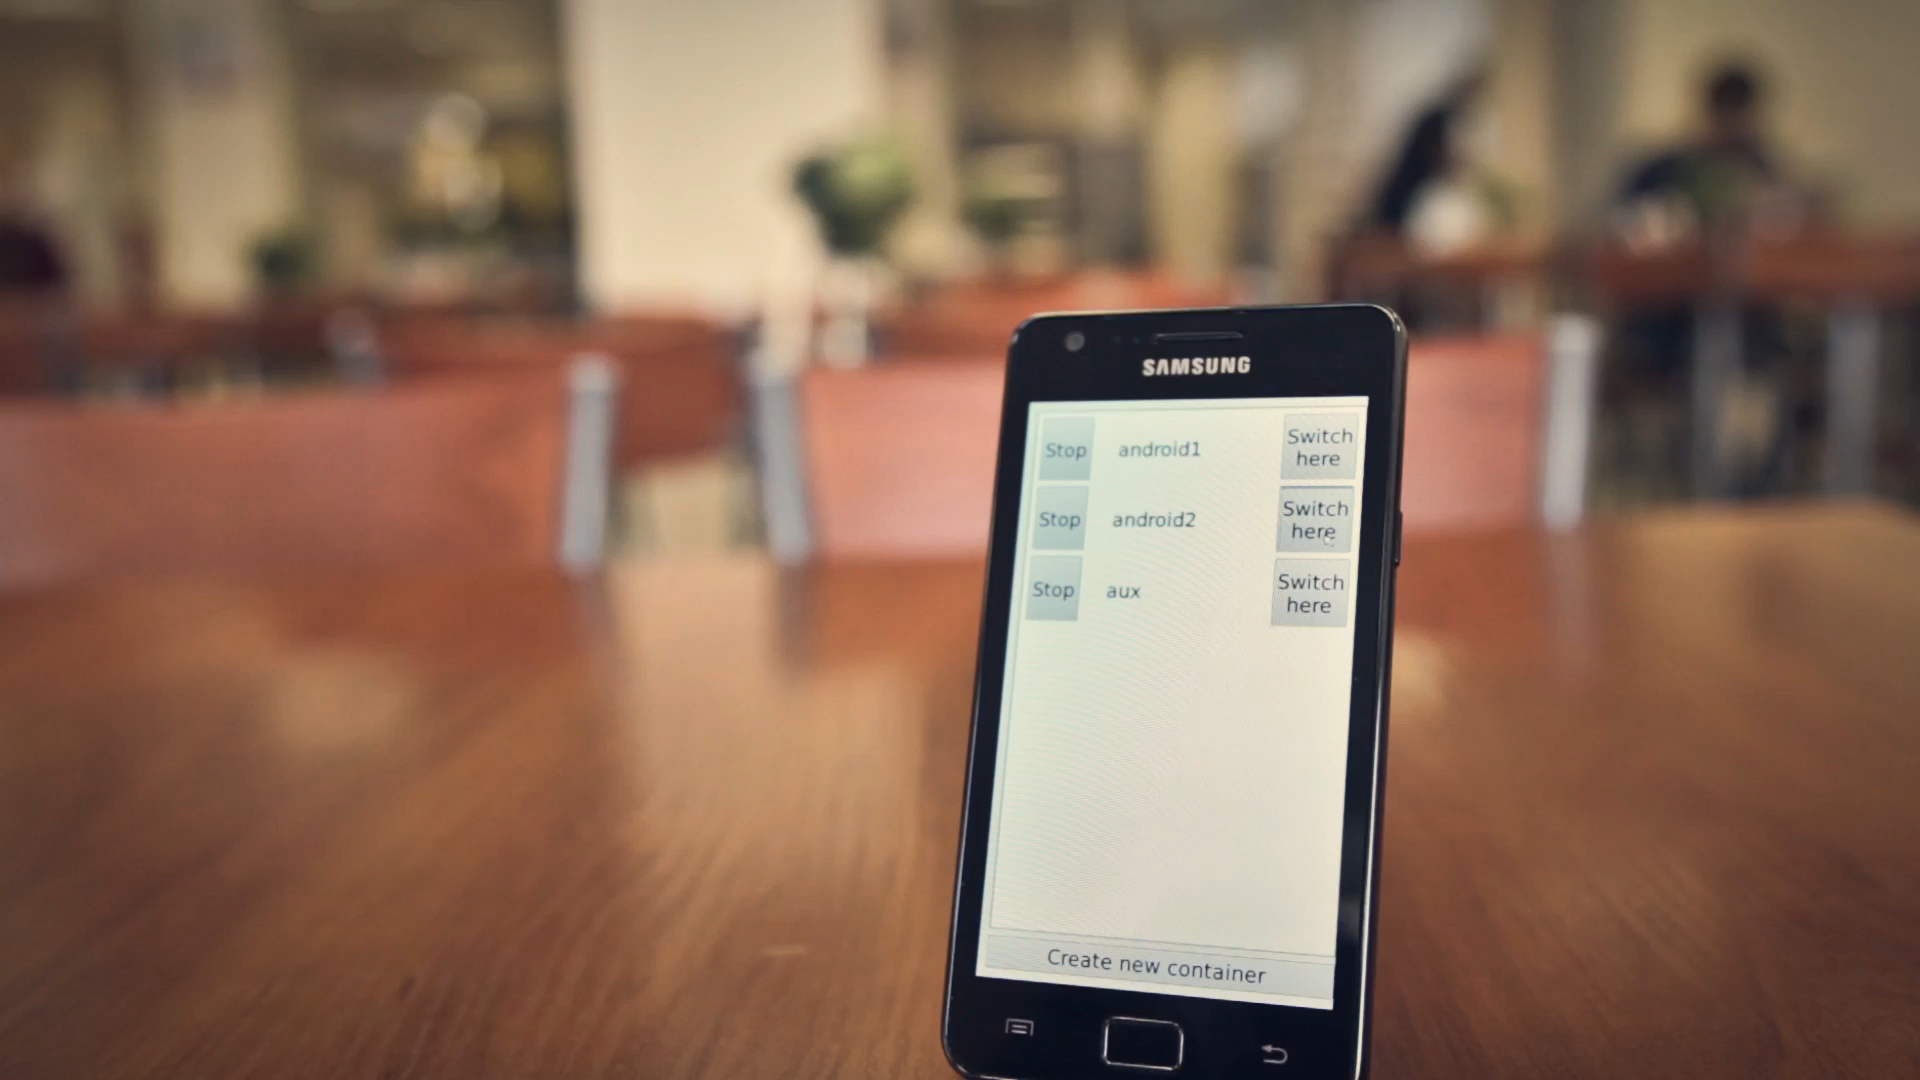 SAMSUNG
Stop android1 Switch here
Stop android2 Switch here
Stop aux Switch here
Create new container